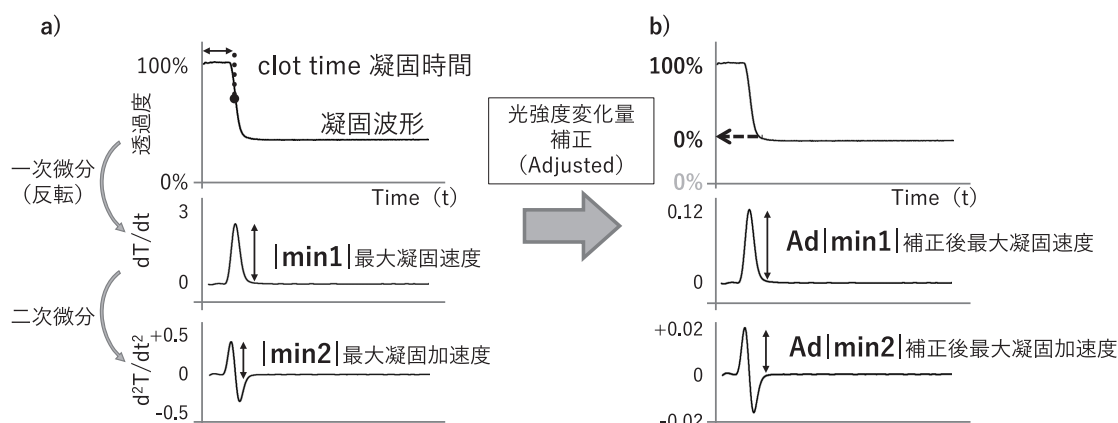 a)
100%
clot time 凝固時間
透過度
凝固波形
0%
Time（t）
一次微分
（反転）
dT/dt
3
|min1| 最大凝固速度
0
二次微分
d²T/dt²
+0.5
|min2| 最大凝固加速度
0
-0.5
光強度変化量
補正
（Adjusted）
b)
100%
0%
0%
Time（t）
0.12
Ad|min1| 補正後最大凝固速度
0
+0.02
Ad|min2| 補正後最大凝固加速度
0
-0.02